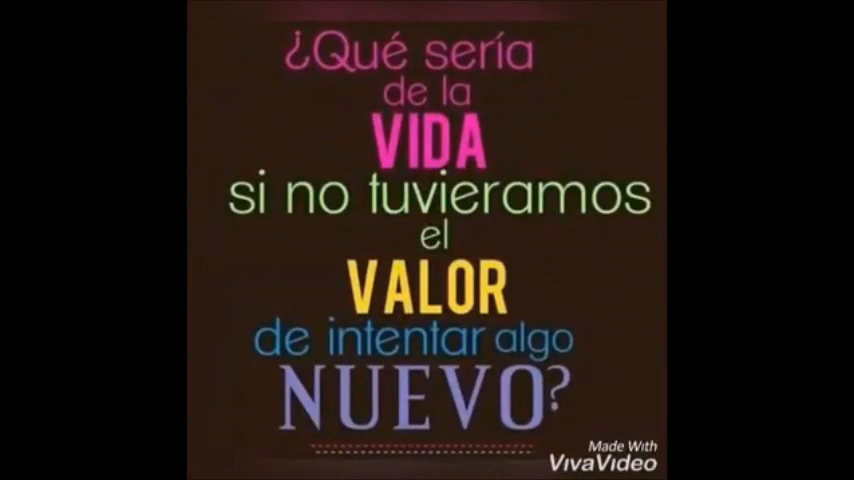 ¿Qué sería
de la
VIDA
si no tuvieramos
el
VALOR
de intentar algo
NUEVO?
Made With
VivaVideo